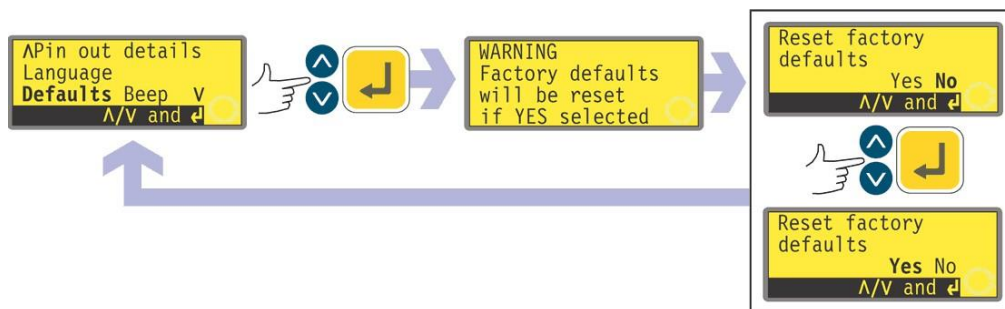 ΛPin out details
Language
Defaults Beep V
Λ/V and ↵
WARNING
Factory defaults
will be reset
if YES selected
Reset factory
defaults
Yes No
Λ/V and ↵
Reset factory
defaults
Yes No
Λ/V and ↵